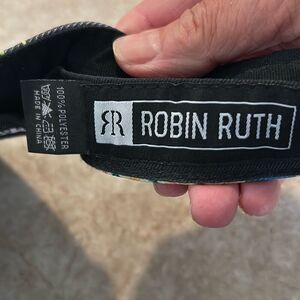 100% POLYESTER
MADE IN CHINA
RR ROBIN RUTH